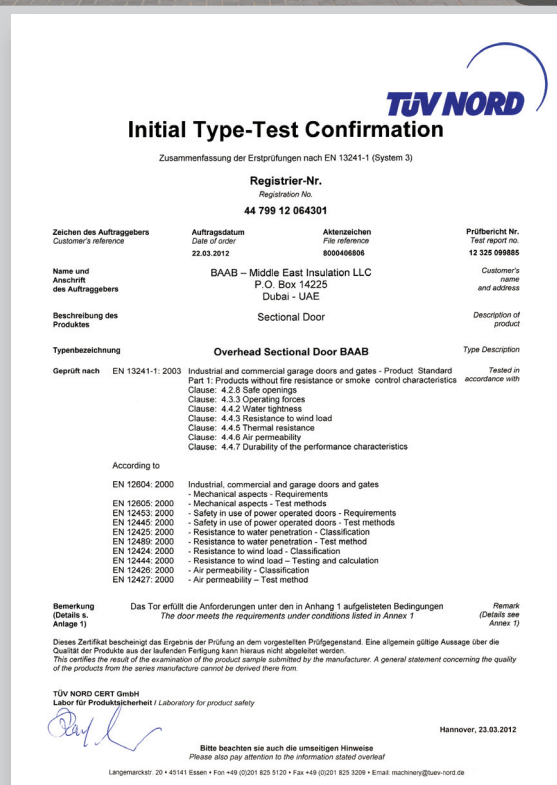 TÜV NORD
Initial Type-Test Confirmation
Zusammenfassung der Erstprüfungen nach EN 13241-1 (System 3)
Registrier-Nr.
Registration No.
44 799 12 064301
Zeichen des Auftraggebers Auftragsdatum Aktenzeichen Prüfbericht Nr.
Customer's reference Date of order File reference Test report no.
22.03.2012 8000406806 12 325 099885
Name und Anschrift des Auftraggebers
BAAB – Middle East Insulation LLC
P.O. Box 14225
Dubai - UAE
Customer's name and address
Beschreibung des Produktes
Sectional Door
Description of product
Typenbezeichnung Overhead Sectional Door BAAB Type Description
Geprüft nach EN 13241-1: 2003 Industrial and commercial garage doors and gates - Product Standard Tested in
Part 1: Products without fire resistance or smoke control characteristics accordance with
Clause: 4.2.8 Safe openings
Clause: 4.3.3 Operating forces
Clause: 4.4.2 Water tightness
Clause: 4.4.3 Resistance to wind load
Clause: 4.4.5 Thermal resistance
Clause: 4.4.6 Air permeability
Clause: 4.4.7 Durability of the performance characteristics
According to
EN 12604: 2000 Industrial, commercial and garage doors and gates
- Mechanical aspects - Requirements
EN 12605: 2000 - Mechanical aspects - Test methods
EN 12453: 2000 - Safety in use of power operated doors - Requirements
EN 12445: 2000 - Safety in use of power operated doors - Test methods
EN 12425: 2000 - Resistance to water penetration - Classification
EN 12489: 2000 - Resistance to water penetration - Test method
EN 12424: 2000 - Resistance to wind load - Classification
EN 12444: 2000 - Resistance to wind load – Testing and calculation
EN 12426: 2000 - Air permeability - Classification
EN 12427: 2000 - Air permeability – Test method
Bemerkung Das Tor erfüllt die Anforderungen unter den in Anhang 1 aufgelisteten Bedingungen Remark
(Details s. The door meets the requirements under conditions listed in Annex 1 (Details see
Anlage 1) Annex 1)
Dieses Zertifikat bescheinigt das Ergebnis der Prüfung an dem vorgestellten Prüfgegenstand. Eine allgemein gültige Aussage über die
Qualität der Produkte aus der laufenden Fertigung kann hieraus nicht abgeleitet werden.
This certifies the result of the examination of the product sample submitted by the manufacturer. A general statement concerning the quality
of the products from the series manufacture cannot be derived there from.
TÜV NORD CERT GmbH
Labor für Produktsicherheit / Laboratory for product safety
Hannover, 23.03.2012
Bitte beachten sie auch die umseitigen Hinweise
Please also pay attention to the information stated overleaf
Langemarckstr. 20 • 45141 Essen • Fon +49 (0)201 825 5120 • Fax +49 (0)201 825 3209 • Email: machinery@tuev-nord.de